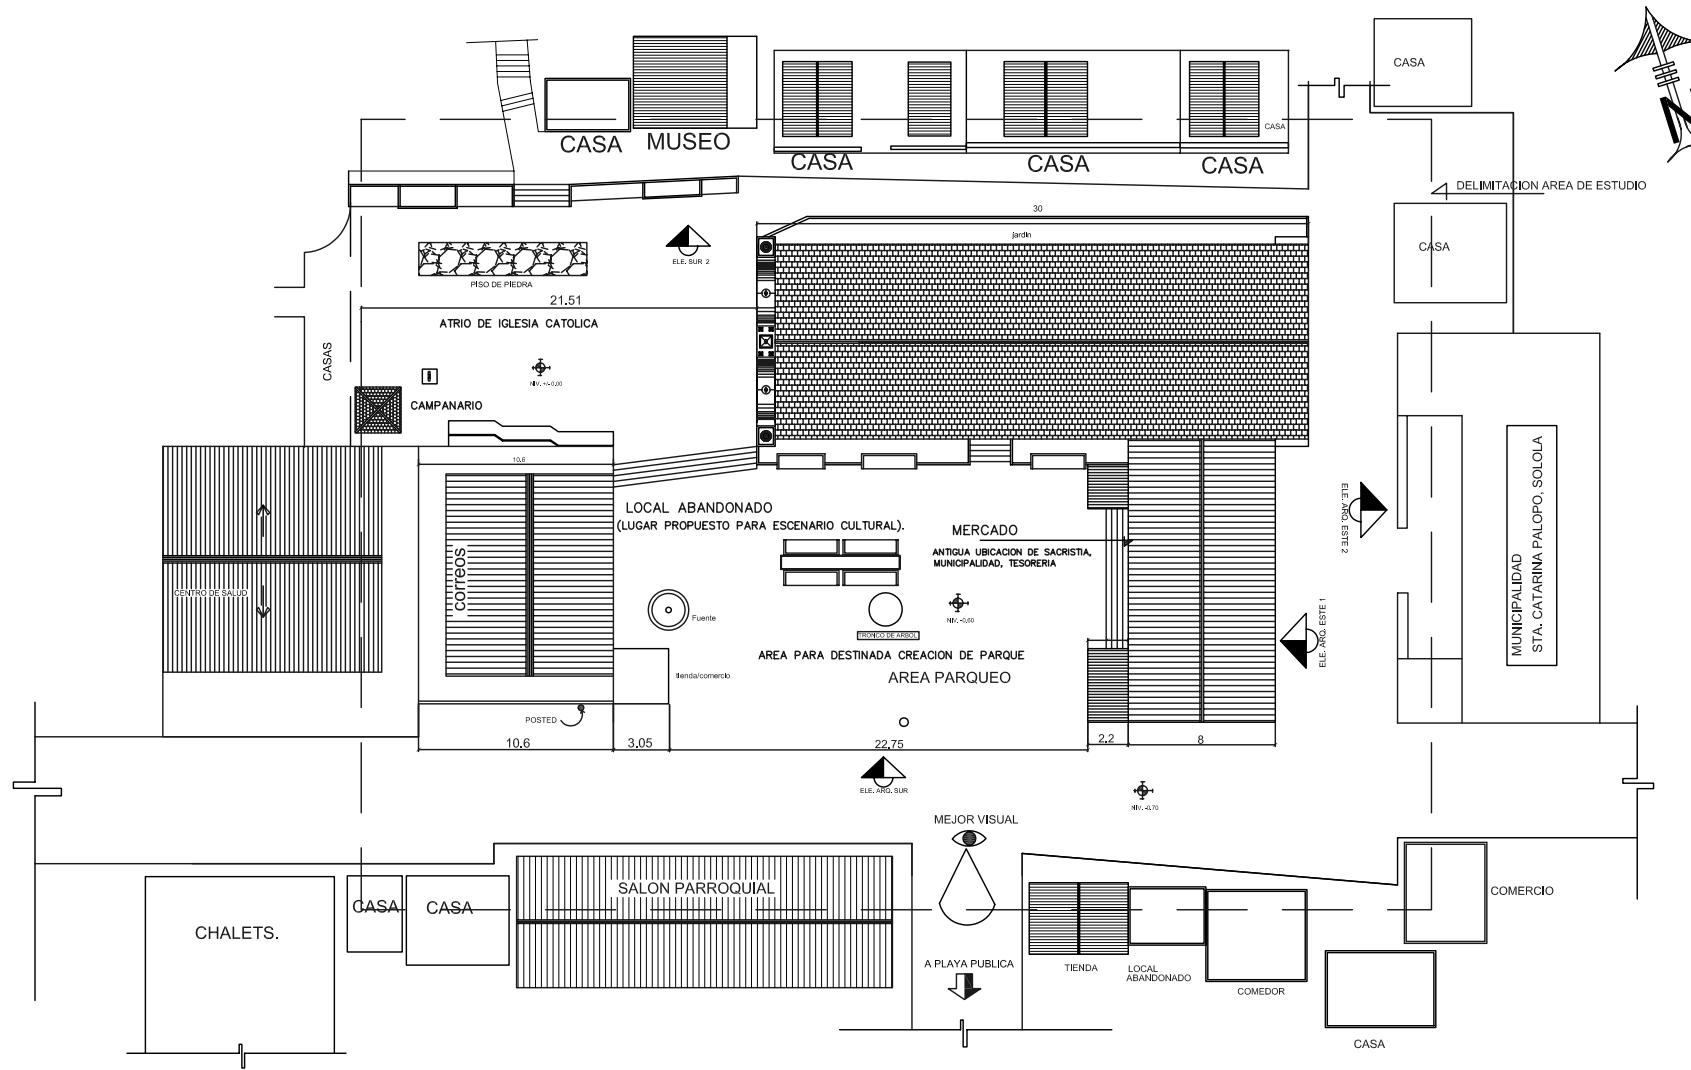 CASA
N
CASA
MUSEO
CASA
CASA
CASA
CASA
DELIMITACION AREA DE ESTUDIO
30
jardin
CASA
ELE. SUR 2
PISO DE PIEDRA
21.51
ATRIO DE IGLESIA CATOLICA
CASAS
NIV. +/-0.00
CAMPANARIO
10.6
LOCAL ABANDONADO
(LUGAR PROPUESTO PARA ESCENARIO CULTURAL).
MERCADO
ANTIGUA UBICACION DE SACRISTIA,
MUNICIPALIDAD, TESORERIA
ELE. ARQ. ESTE 2
MUNICIPALIDAD
STA. CATARINA PALOPO, SOLOLA
correos
CENTRO DE SALUD
Fuente
NIV. -0.60
TRONCO DE ARBOL
ELE. ARQ. ESTE 1
AREA PARA DESTINADA CREACION DE PARQUE
AREA PARQUEO
tienda/comercio
POSTED
10.6
3.05
22.75
2.2
8
ELE. ARQ. SUR
NIV. -0.70
MEJOR VISUAL
SALON PARROQUIAL
CASA
CASA
COMERCIO
CHALETS.
A PLAYA PUBLICA
TIENDA
LOCAL
ABANDONADO
COMEDOR
CASA